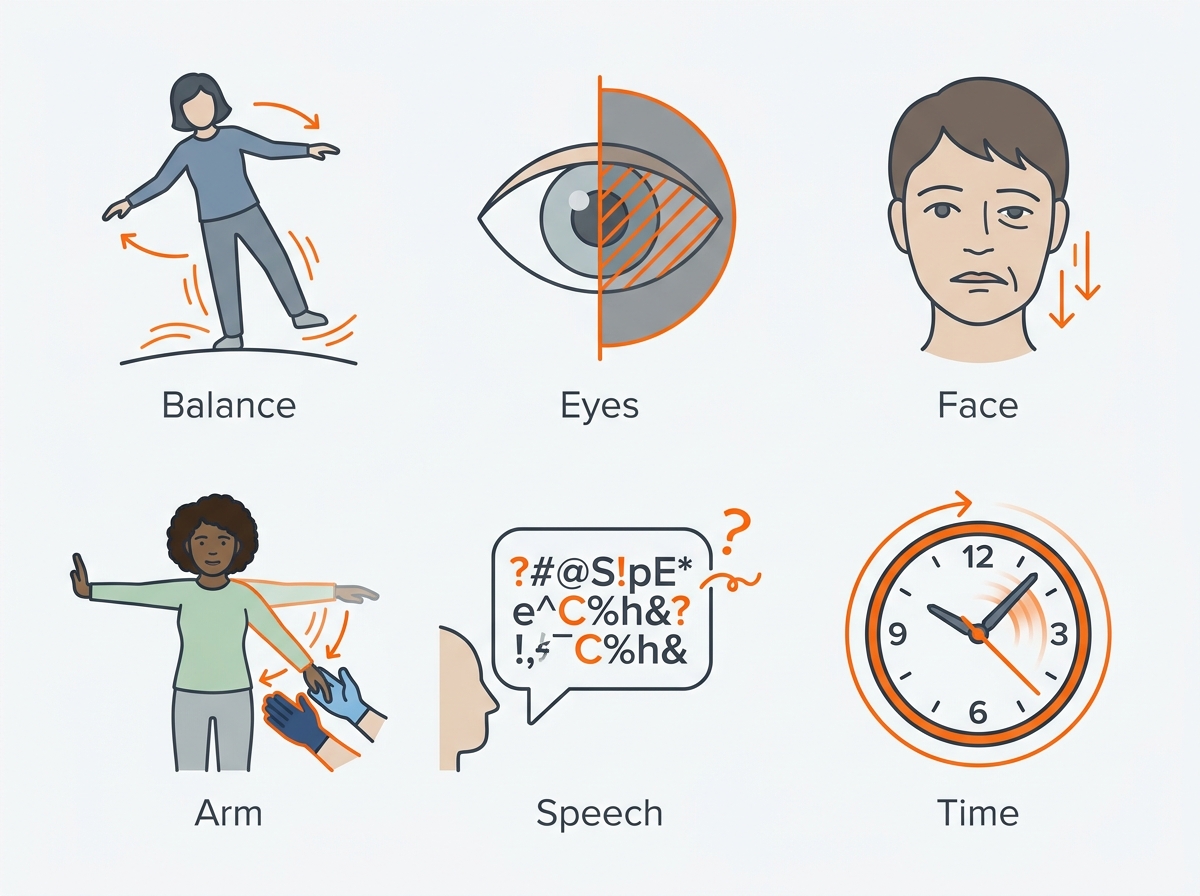 Balance
Eyes
Face
?#@S!pE*
e^C%h&?
C%h&
?
12
3
6
9
Arm
Speech
Time